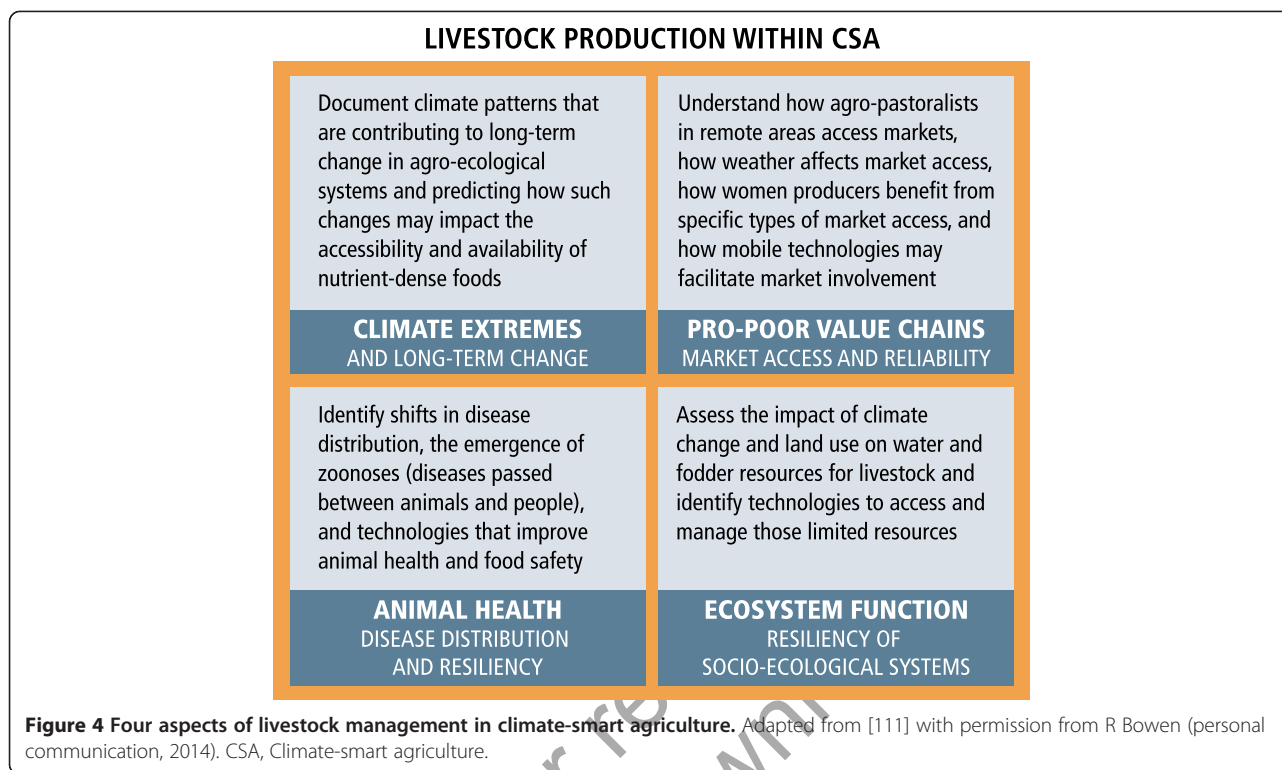 LIVESTOCK PRODUCTION WITHIN CSA
Document climate patterns that
are contributing to long-term
change in agro-ecological
systems and predicting how such
changes may impact the
accessibility and availability of
nutrient-dense foods
CLIMATE EXTREMES
AND LONG-TERM CHANGE
Understand how agro-pastoralists
in remote areas access markets,
how weather affects market access,
how women producers benefit from
specific types of market access, and
how mobile technologies may
facilitate market involvement
PRO-POOR VALUE CHAINS
MARKET ACCESS AND RELIABILITY
Identify shifts in disease
distribution, the emergence of
zoonoses (diseases passed
between animals and people),
and technologies that improve
animal health and food safety
ANIMAL HEALTH
DISEASE DISTRIBUTION
AND RESILIENCY
Assess the impact of climate
change and land use on water and
fodder resources for livestock and
identify technologies to access and
manage those limited resources
ECOSYSTEM FUNCTION
RESILIENCY OF
SOCIO-ECOLOGICAL SYSTEMS
Figure 4 Four aspects of livestock management in climate-smart agriculture. Adapted from [111] with permission from R Bowen (personal
communication, 2014). CSA, Climate-smart agriculture.